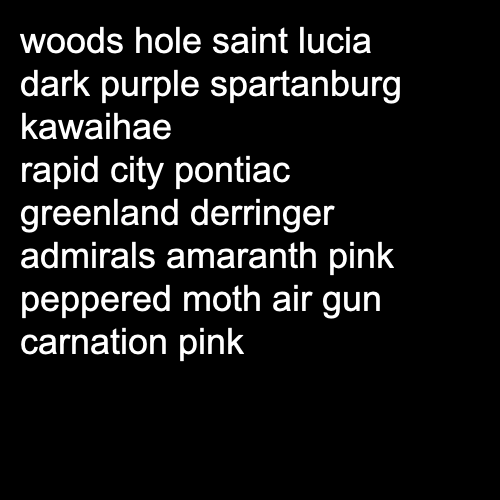 woods hole saint lucia
dark purple spartanburg
kawaihae
rapid city pontiac
greenland derringer
admirals amaranth pink
peppered moth air gun
carnation pink